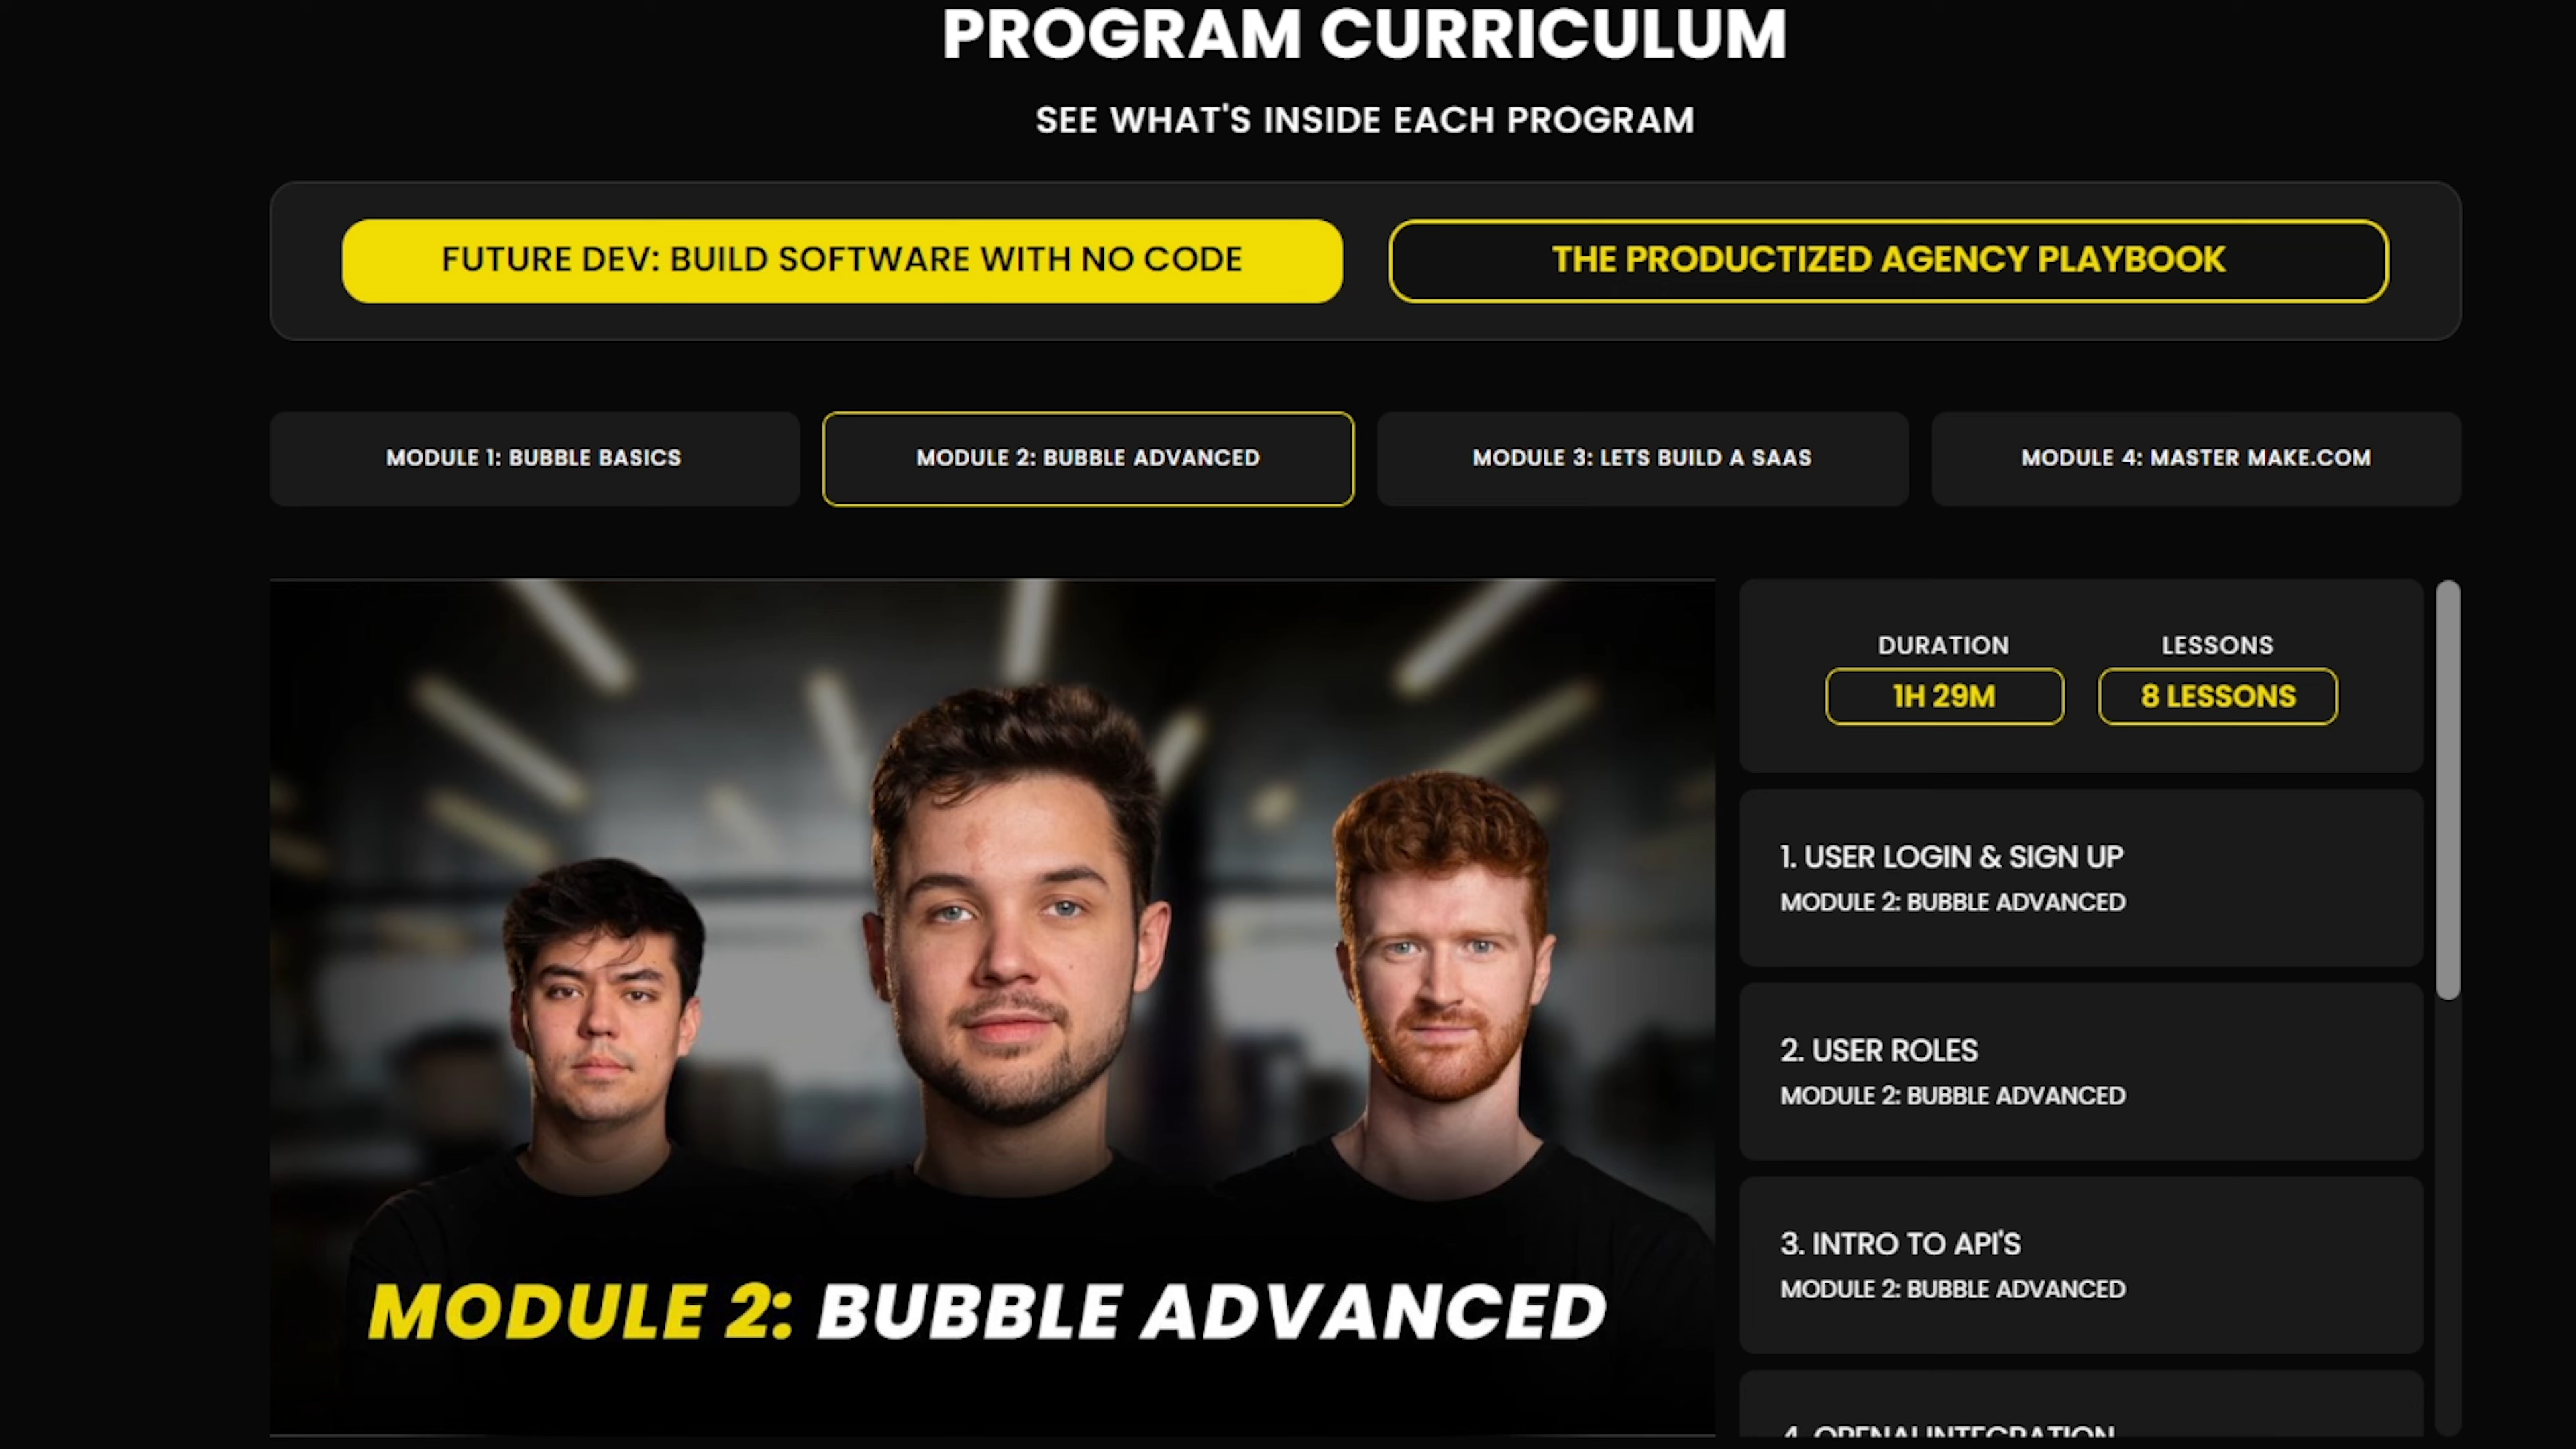 PROGRAM CURRICULUM
SEE WHAT'S INSIDE EACH PROGRAM
FUTURE DEV: BUILD SOFTWARE WITH NO CODE
THE PRODUCTIZED AGENCY PLAYBOOK
MODULE 1: BUBBLE BASICS
MODULE 2: BUBBLE ADVANCED
MODULE 3: LETS BUILD A SAAS
MODULE 4: MASTER MAKE.COM
MODULE 2: BUBBLE ADVANCED
DURATION
1H 29M
LESSONS
8 LESSONS
1. USER LOGIN & SIGN UP
MODULE 2: BUBBLE ADVANCED
2. USER ROLES
MODULE 2: BUBBLE ADVANCED
3. INTRO TO API'S
MODULE 2: BUBBLE ADVANCED
4. OPENAI INTEGRATION